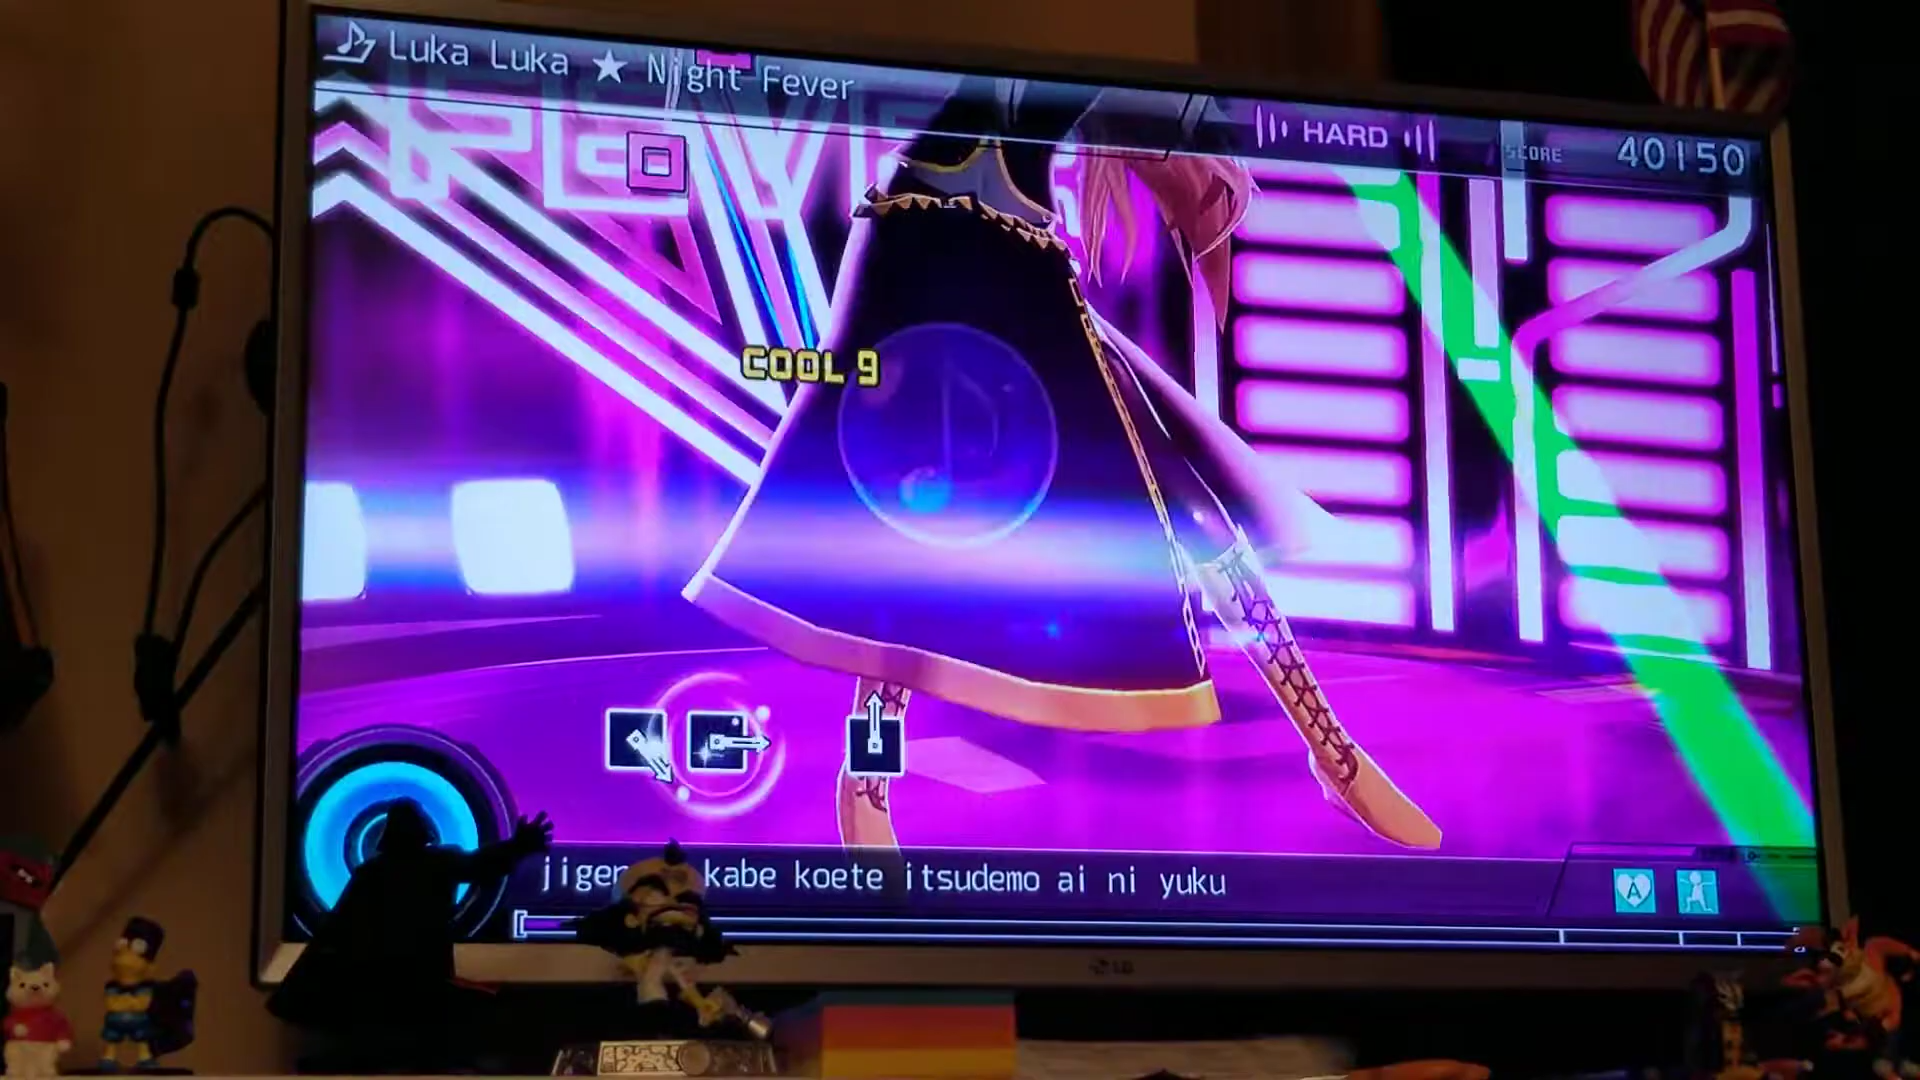 Luka Luka ★ Night Fever
HARD
SCORE 40150
COOL 9
jigen kabe koete itsudemo ai ni yuku
A
LG